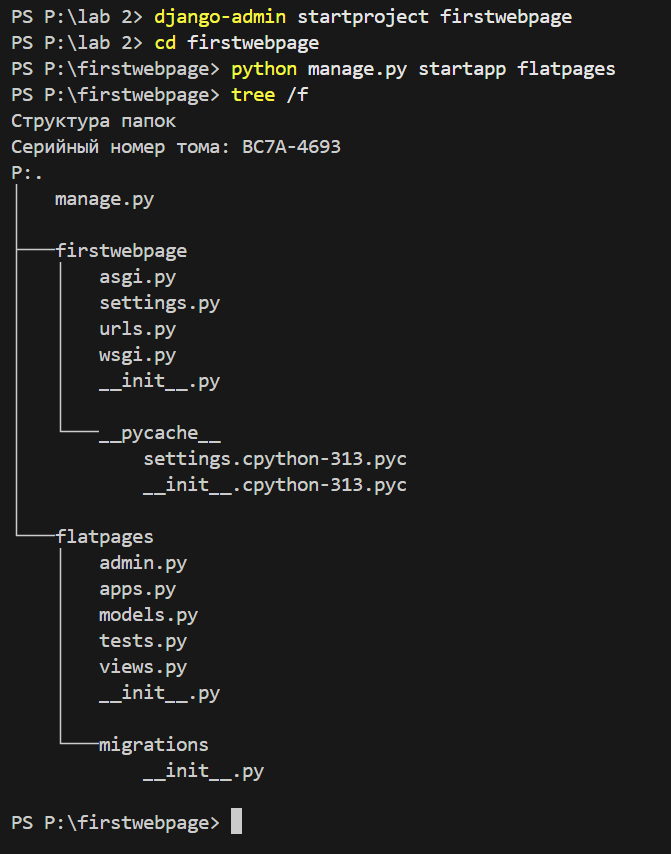 PS P:\lab 2> django-admin startproject firstwebpage
PS P:\lab 2> cd firstwebpage
PS P:\firstwebpage> python manage.py startapp flatpages
PS P:\firstwebpage> tree /f
Структура папок
Серийный номер тома: BC7A-4693
P:.
│   manage.py
│
├───firstwebpage
│   │   asgi.py
│   │   settings.py
│   │   urls.py
│   │   wsgi.py
│   │   __init__.py
│   │
│   └───__pycache__
│           settings.cpython-313.pyc
│           __init__.cpython-313.pyc
│
└───flatpages
    │   admin.py
    │   apps.py
    │   models.py
    │   tests.py
    │   views.py
    │   __init__.py
    │
    └───migrations
            __init__.py

PS P:\firstwebpage>